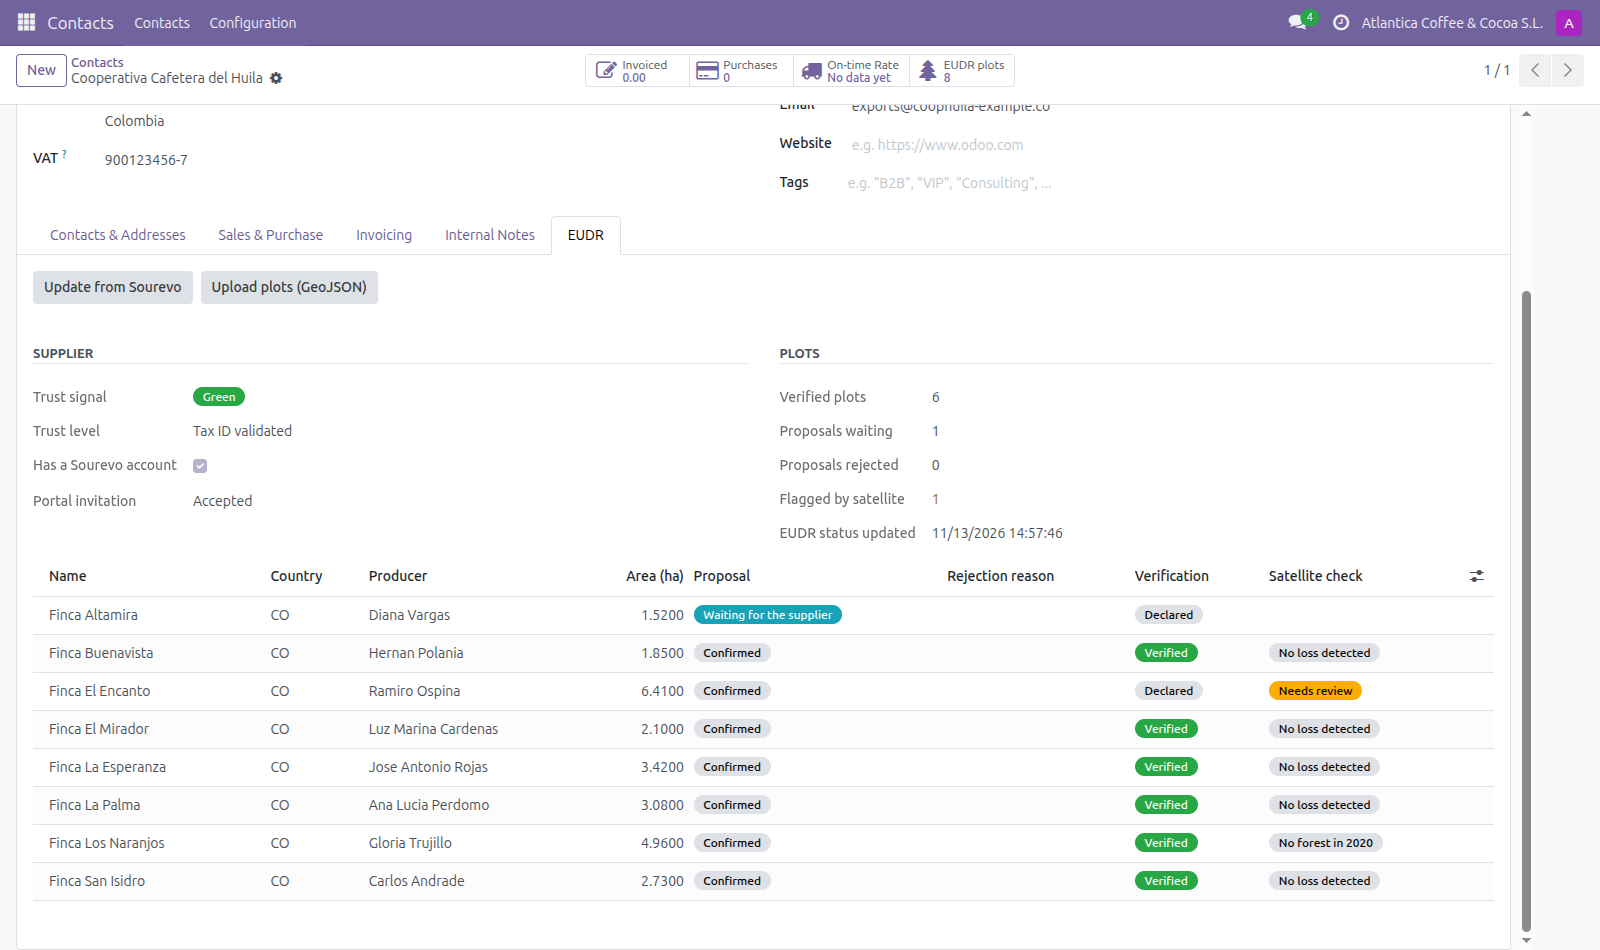 Contacts Contacts Configuration 4 Atlantica Coffee & Cocoa S.L. A
New Contacts
Cooperativa Cafetera del Huila
Invoiced 0.00
Purchases 0
On-time Rate No data yet
EUDR plots 8
1 / 1
Colombia
VAT ? 900123456-7
Email exports@coophuila-example.co
Website e.g. https://www.odoo.com
Tags e.g. "B2B", "VIP", "Consulting", ...
Contacts & Addresses Sales & Purchase Invoicing Internal Notes EUDR
Update from Sourevo Upload plots (GeoJSON)
SUPPLIER
Trust signal Green
Trust level Tax ID validated
Has a Sourevo account
Portal invitation Accepted
PLOTS
Verified plots 6
Proposals waiting 1
Proposals rejected 0
Flagged by satellite 1
EUDR status updated 11/13/2026 14:57:46
Name Country Producer Area (ha) Proposal Rejection reason Verification Satellite check
Finca Altamira CO Diana Vargas 1.5200 Waiting for the supplier Declared
Finca Buenavista CO Hernan Polania 1.8500 Confirmed Verified No loss detected
Finca El Encanto CO Ramiro Ospina 6.4100 Confirmed Declared Needs review
Finca El Mirador CO Luz Marina Cardenas 2.1000 Confirmed Verified No loss detected
Finca La Esperanza CO Jose Antonio Rojas 3.4200 Confirmed Verified No loss detected
Finca La Palma CO Ana Lucia Perdomo 3.0800 Confirmed Verified No loss detected
Finca Los Naranjos CO Gloria Trujillo 4.9600 Confirmed Verified No forest in 2020
Finca San Isidro CO Carlos Andrade 2.7300 Confirmed Verified No loss detected